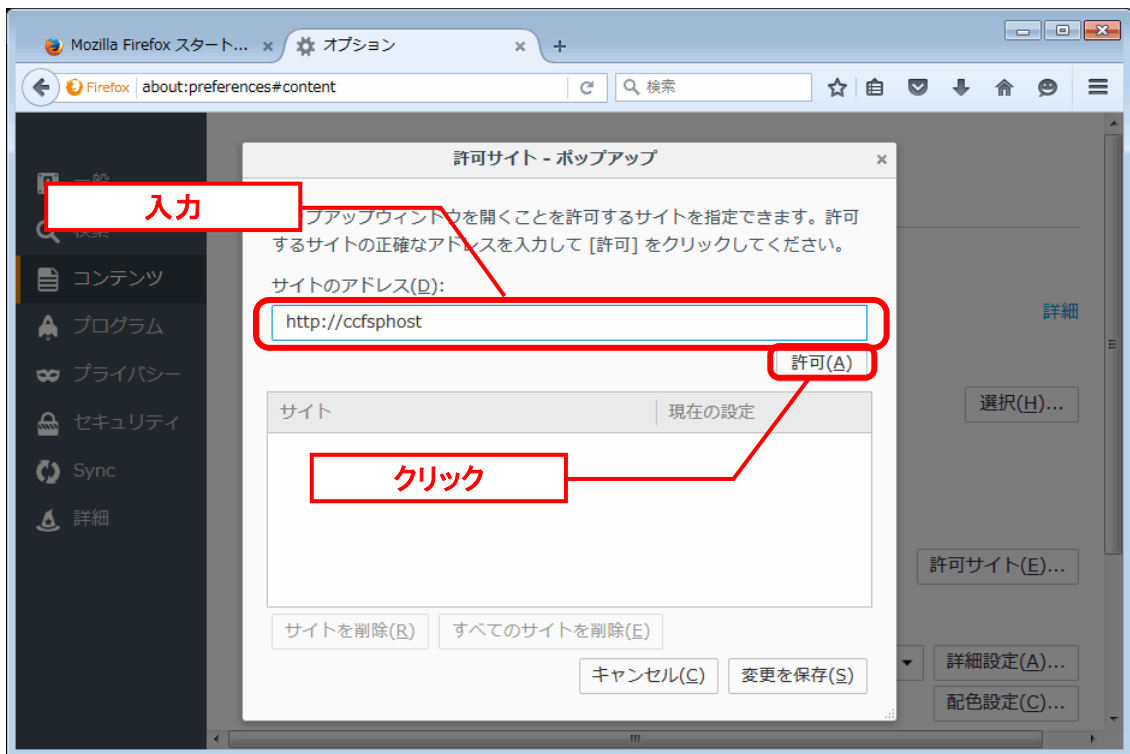 Mozilla Firefox スタート...
オプション
Firefox about:preferences#content
検索
許可サイト - ポップアップ
入力
ップアップウィンドウを開くことを許可するサイトを指定できます。許可
するサイトの正確なアドレスを入力して [許可] をクリックしてください。
コンテンツ
サイトのアドレス(D):
http://ccfsphost
詳細
プログラム
許可(A)
プライバシー
サイト 現在の設定
選択(H)...
セキュリティ
クリック
Sync
詳細
許可サイト(E)...
サイトを削除(R) すべてのサイトを削除(E)
キャンセル(C) 変更を保存(S)
詳細設定(A)...
配色設定(C)...